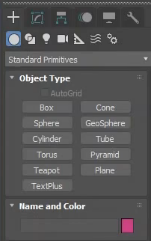 Standard Primitives
Object Type
AutoGrid
Box Cone
Sphere GeoSphere
Cylinder Tube
Torus Pyramid
Teapot Plane
TextPlus
Name and Color